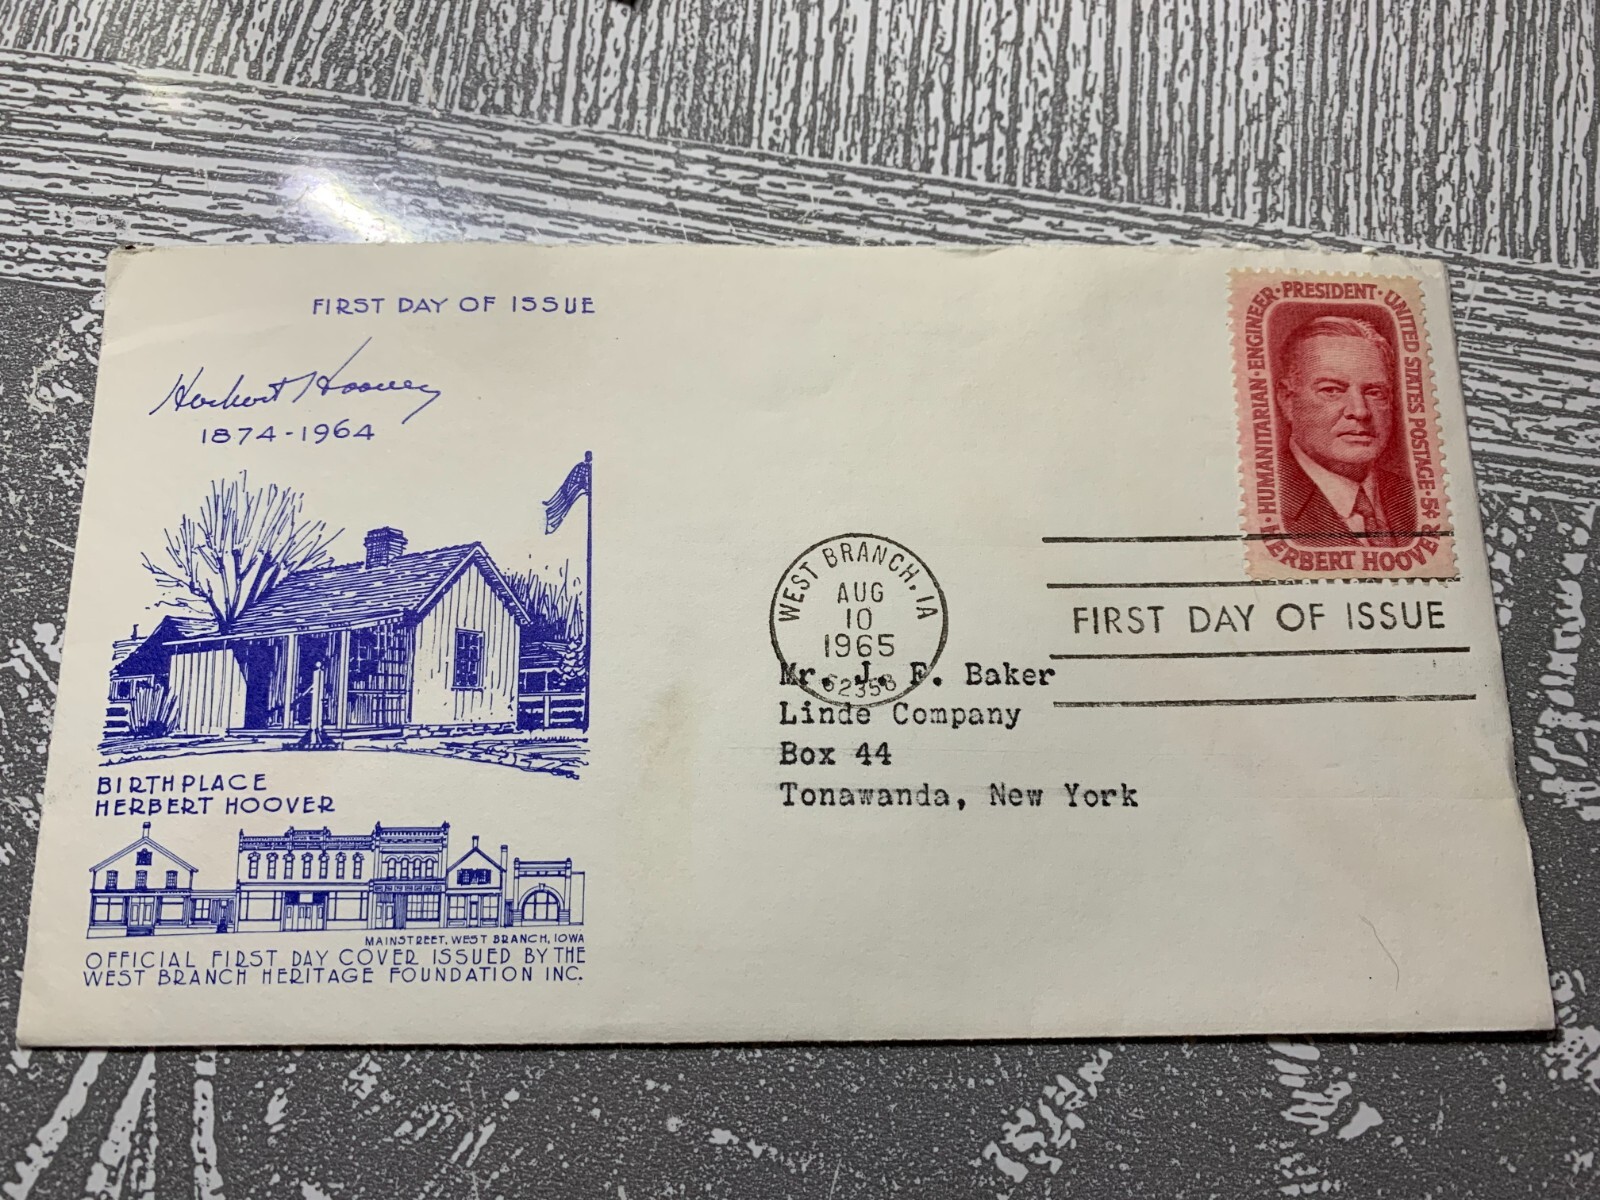 FIRST DAY OF ISSUE
Herbert Hoover
1874-1964
BIRTHPLACE
HERBERT HOOVER
MAINSTREET, WEST BRANCH, IOWA
OFFICIAL FIRST DAY COVER ISSUED BY THE
WEST BRANCH HERITAGE FOUNDATION INC.
HUMANITARIAN·ENGINEER·PRESIDENT·UNITED STATES POSTAGE·5¢
HERBERT HOOVER
WEST BRANCH, IA
AUG
10
1965
52358
FIRST DAY OF ISSUE
Mr. J. F. Baker
Linde Company
Box 44
Tonawanda, New York